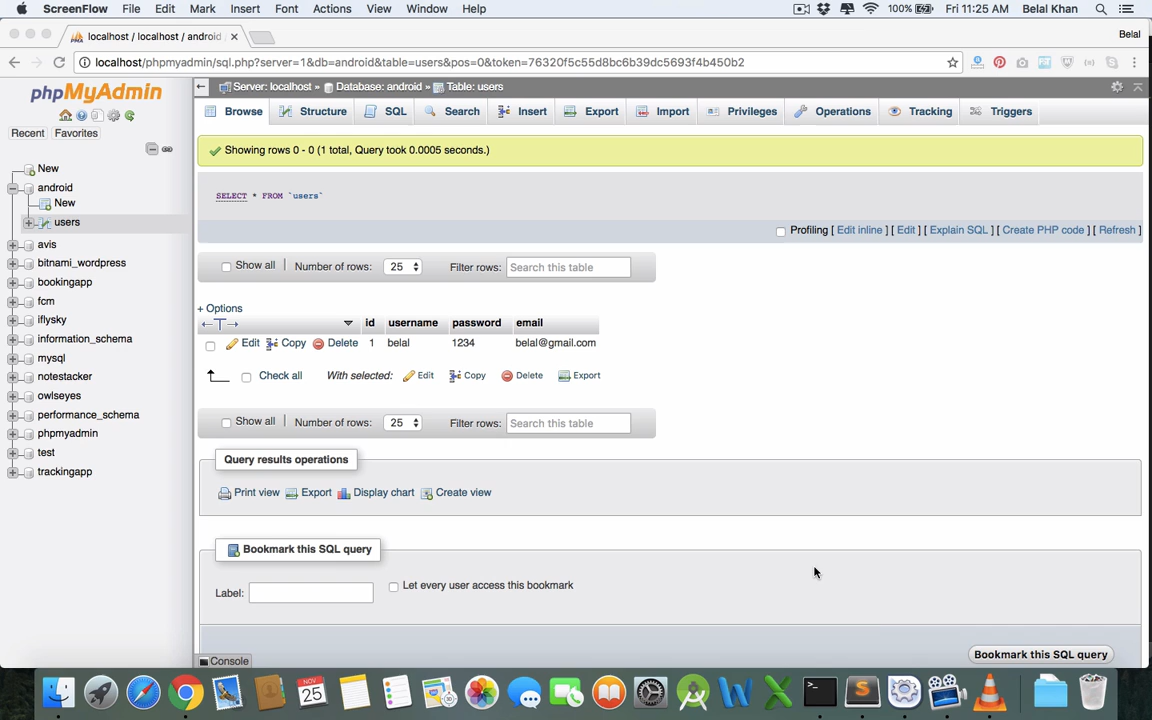 ScreenFlow File Edit Mark Insert Font Actions View Window Help 100% Fri 11:25 AM Belal Khan
localhost / localhost / android Belal
localhost/phpmyadmin/sql.php?server=1&db=android&table=users&pos=0&token=76320f5c55d8bc6b39dc5693f4b450b2
phpMyAdmin
Recent Favorites
New
android
New
users
avis
bitnami_wordpress
bookingapp
fcm
iflysky
information_schema
mysql
notestacker
owlseyes
performance_schema
phpmyadmin
test
trackingapp
Server: localhost » Database: android » Table: users
Browse Structure SQL Search Insert Export Import Privileges Operations Tracking Triggers
Showing rows 0 - 0 (1 total, Query took 0.0005 seconds.)
SELECT * FROM `users`
Profiling [ Edit inline ] [ Edit ] [ Explain SQL ] [ Create PHP code ] [ Refresh ]
Show all Number of rows: 25 Filter rows: Search this table
+ Options
id username password email
Edit Copy Delete 1 belal 1234 belal@gmail.com
Check all With selected: Edit Copy Delete Export
Show all Number of rows: 25 Filter rows: Search this table
Query results operations
Print view Export Display chart Create view
Bookmark this SQL query
Label: Let every user access this bookmark
Bookmark this SQL query
Console
NOV
25